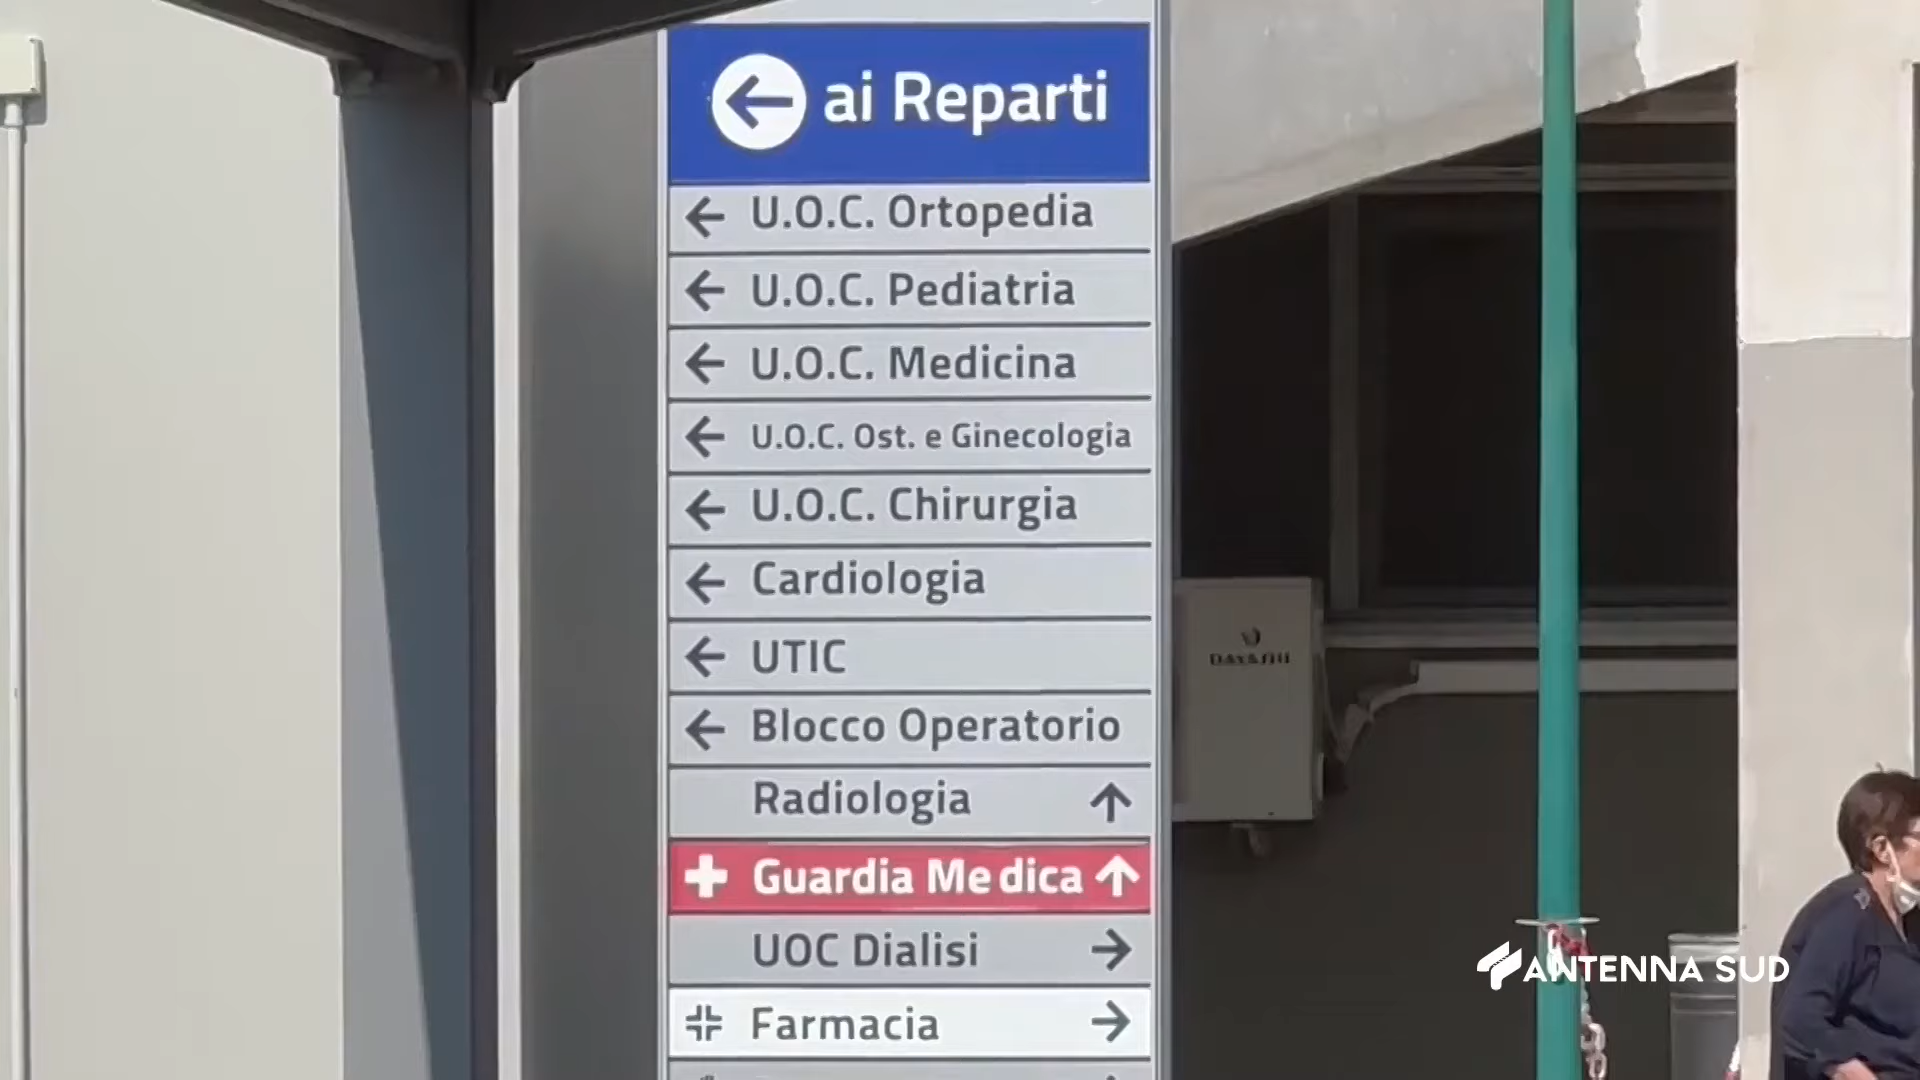 ai Reparti
U.O.C. Ortopedia
U.O.C. Pediatria
U.O.C. Medicina
U.O.C. Ost. e Ginecologia
U.O.C. Chirurgia
Cardiologia
UTIC
Blocco Operatorio
Radiologia
Guardia Medica
UOC Dialisi
Farmacia
ANTENNA SUD